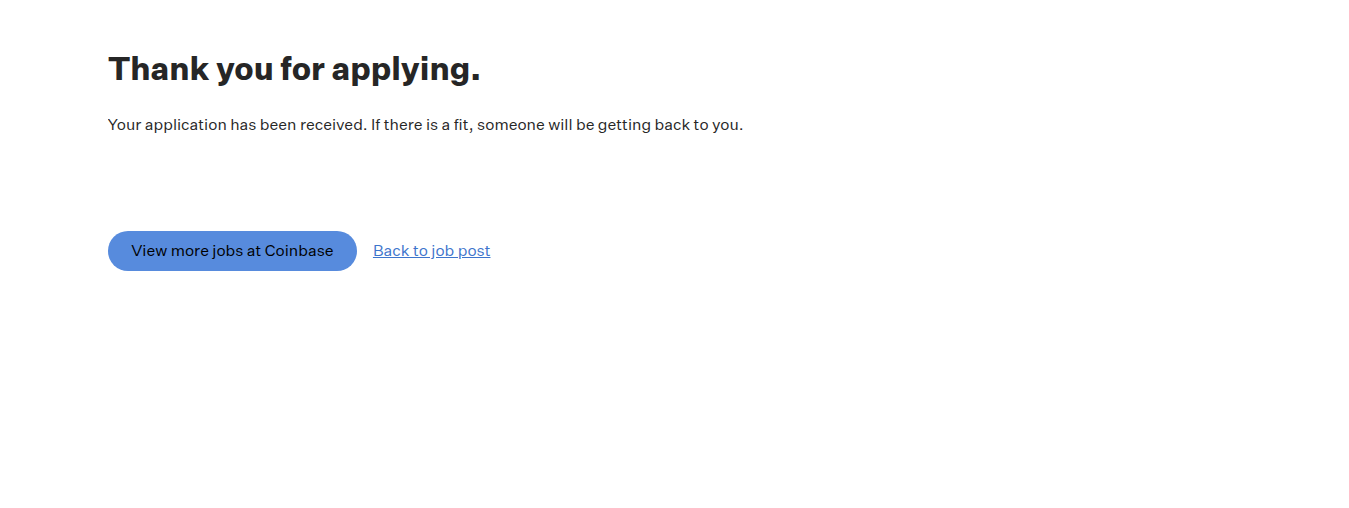 Thank you for applying.
Your application has been received. If there is a fit, someone will be getting back to you.
View more jobs at Coinbase
Back to job post